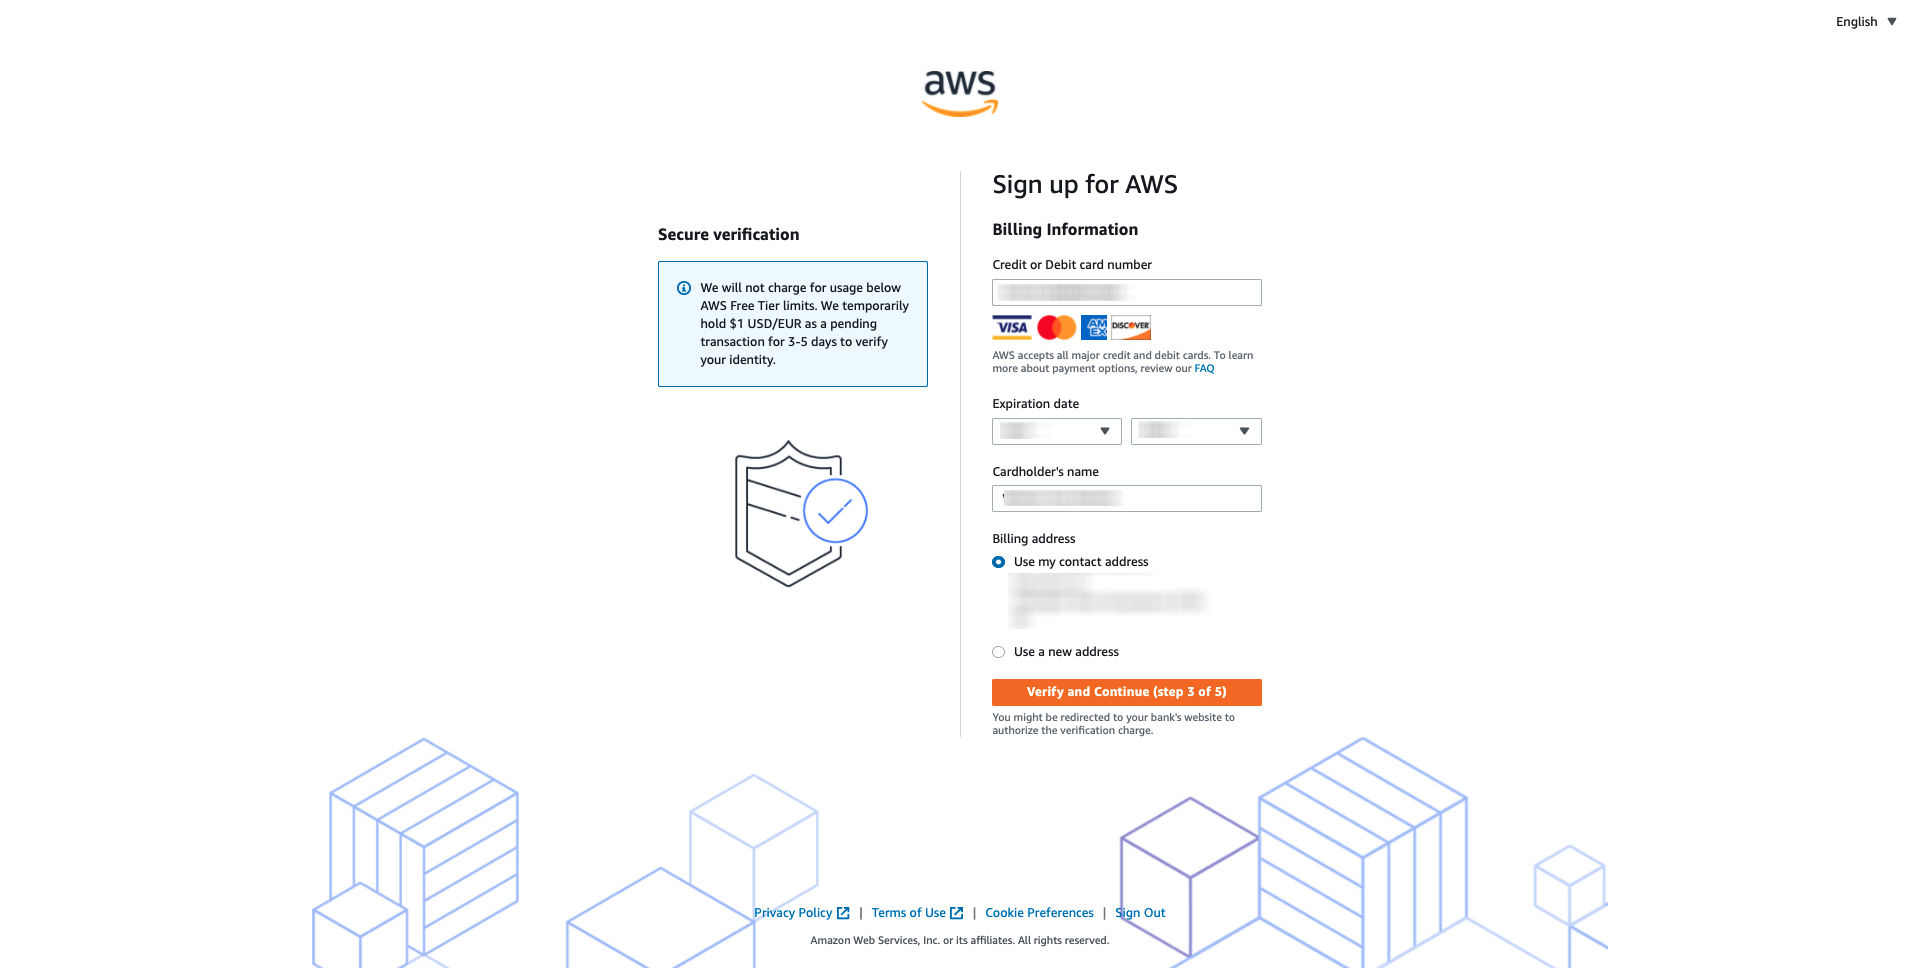 English
aws
Sign up for AWS
Secure verification
We will not charge for usage below
AWS Free Tier limits. We temporarily
hold $1 USD/EUR as a pending
transaction for 3-5 days to verify
your identity.
Billing Information
Credit or Debit card number
VISA AM EX DISCOVER
AWS accepts all major credit and debit cards. To learn
more about payment options, review our FAQ
Expiration date
Cardholder's name
Billing address
Use my contact address
Use a new address
Verify and Continue (step 3 of 5)
You might be redirected to your bank's website to
authorize the verification charge.
Privacy Policy | Terms of Use | Cookie Preferences | Sign Out
Amazon Web Services, Inc. or its affiliates. All rights reserved.